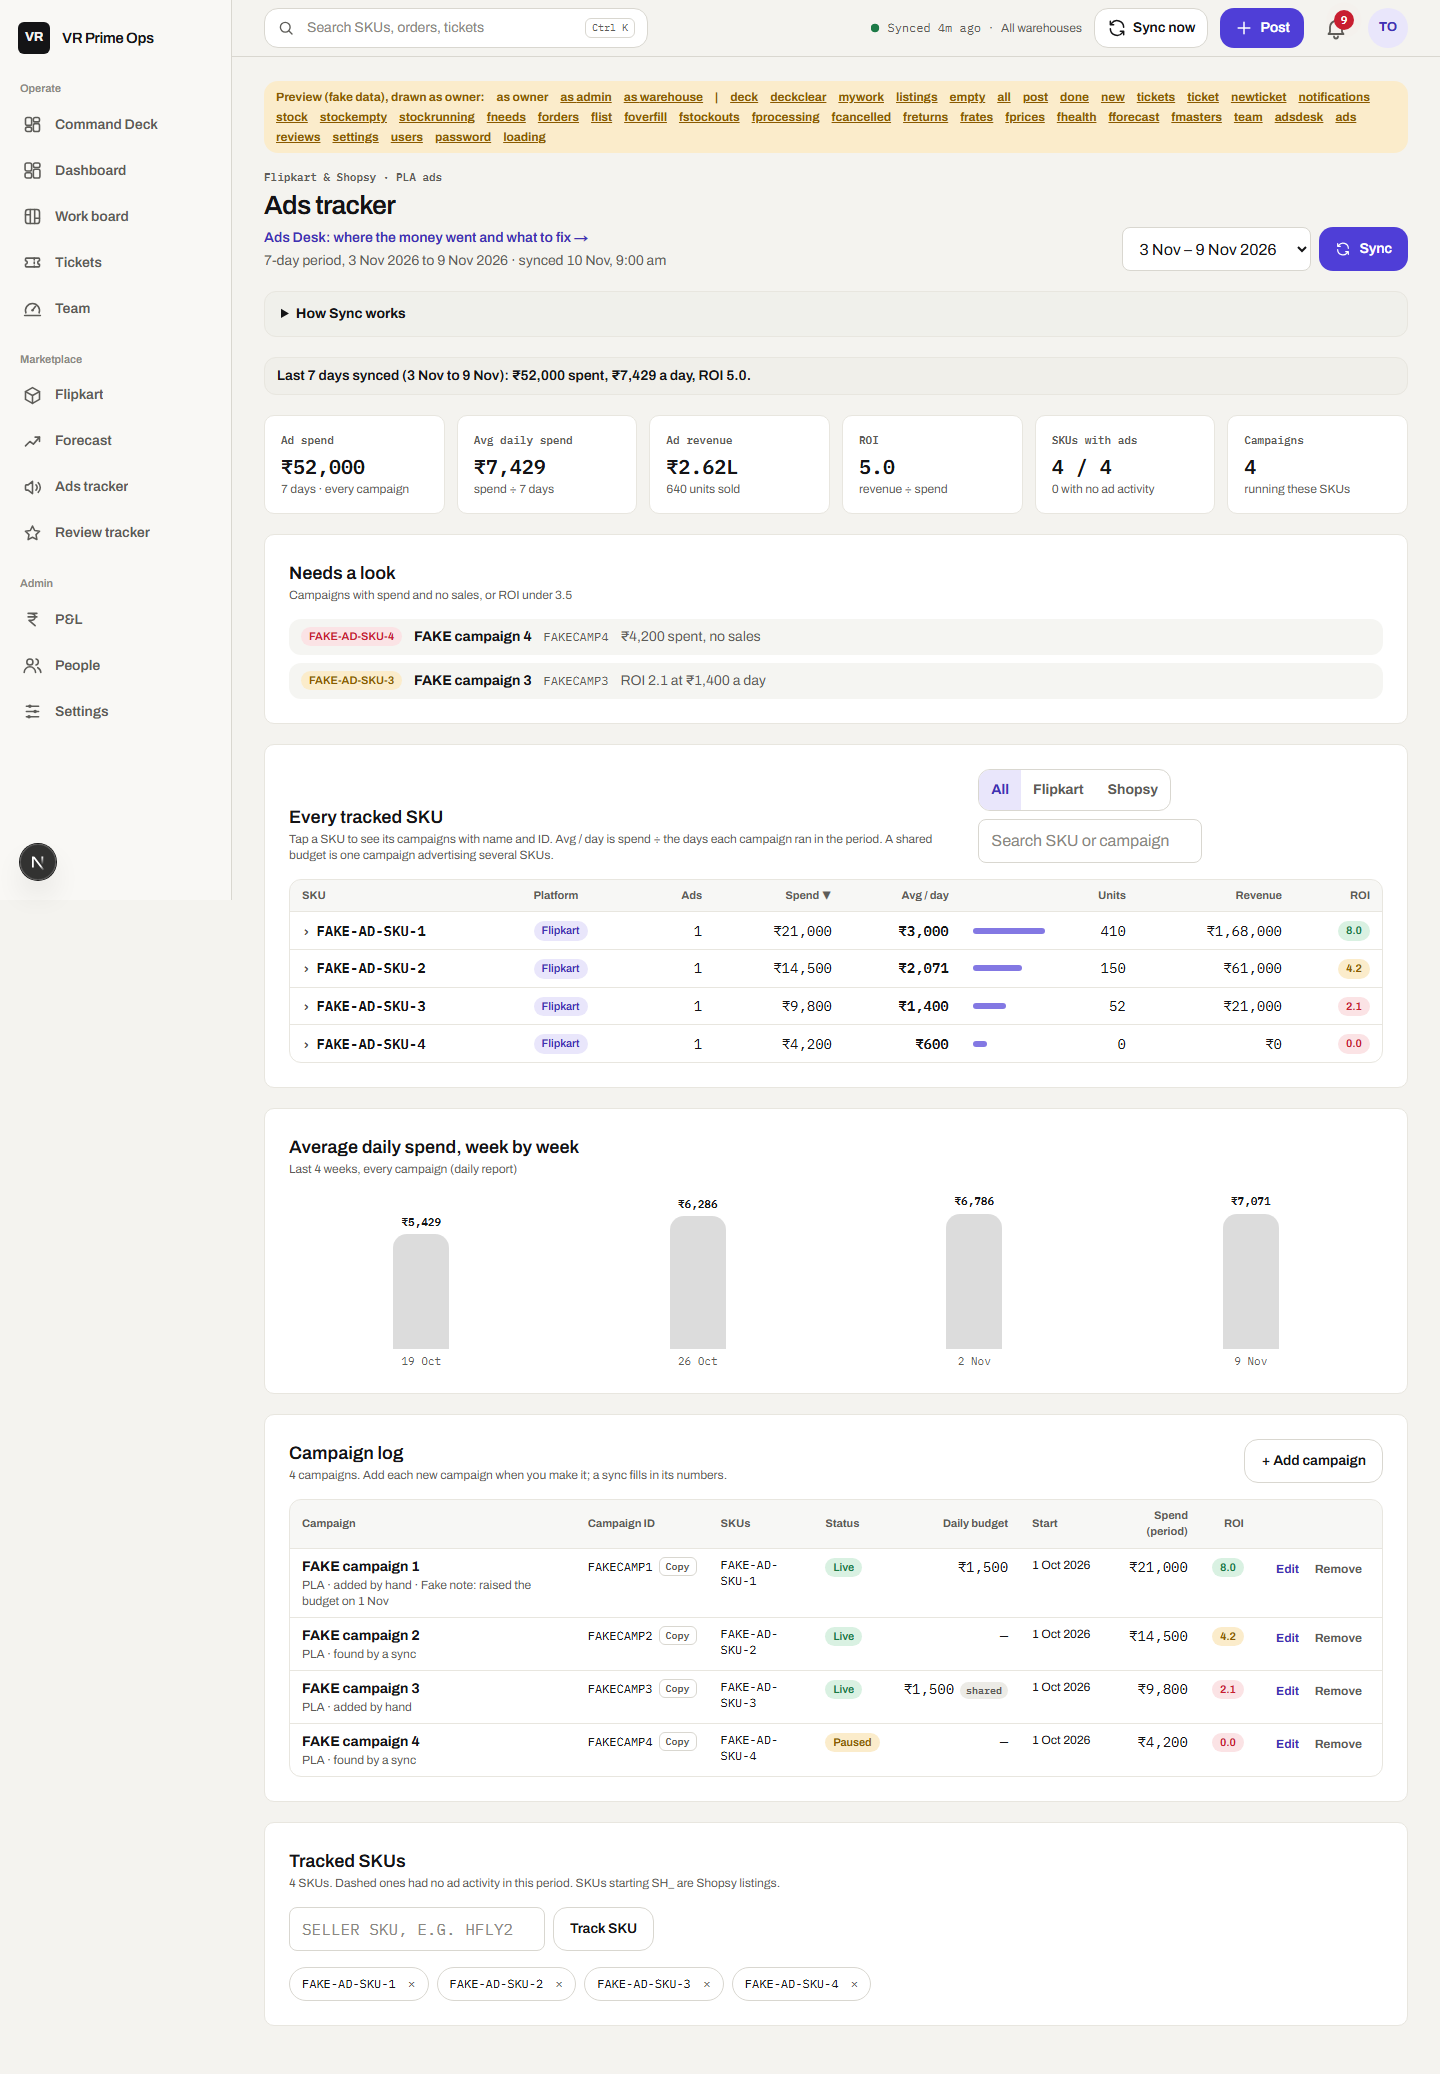 VR VR Prime Ops
Operate
Command Deck
Dashboard
Work board
Tickets
Team
Marketplace
Flipkart
Forecast
Ads tracker
Review tracker
Admin
₹ P&L
People
Settings
N
Search SKUs, orders, tickets Ctrl K
Synced 4m ago · All warehouses
Sync now
+ Post
9
TO
Preview (fake data), drawn as owner: as owner as admin as warehouse | deck deckclear mywork listings empty all post done new tickets ticket newticket notifications
stock stockempty stockrunning fneeds forders flist foverfill fstockouts fprocessing fcancelled freturns frates fprices fhealth fforecast fmasters team adsdesk ads
reviews settings users password loading
Flipkart & Shopsy · PLA ads
Ads tracker
Ads Desk: where the money went and what to fix →
7-day period, 3 Nov 2026 to 9 Nov 2026 · synced 10 Nov, 9:00 am
3 Nov – 9 Nov 2026
Sync
▶ How Sync works
Last 7 days synced (3 Nov to 9 Nov): ₹52,000 spent, ₹7,429 a day, ROI 5.0.
Ad spend
₹52,000
7 days · every campaign
Avg daily spend
₹7,429
spend ÷ 7 days
Ad revenue
₹2.62L
640 units sold
ROI
5.0
revenue ÷ spend
SKUs with ads
4 / 4
0 with no ad activity
Campaigns
4
running these SKUs
Needs a look
Campaigns with spend and no sales, or ROI under 3.5
FAKE-AD-SKU-4 FAKE campaign 4 FAKECAMP4 ₹4,200 spent, no sales
FAKE-AD-SKU-3 FAKE campaign 3 FAKECAMP3 ROI 2.1 at ₹1,400 a day
Every tracked SKU
Tap a SKU to see its campaigns with name and ID. Avg / day is spend ÷ the days each campaign ran in the period. A shared
budget is one campaign advertising several SKUs.
All Flipkart Shopsy
Search SKU or campaign
SKU Platform Ads Spend ▼ Avg / day Units Revenue ROI
› FAKE-AD-SKU-1 Flipkart 1 ₹21,000 ₹3,000 410 ₹1,68,000 8.0
› FAKE-AD-SKU-2 Flipkart 1 ₹14,500 ₹2,071 150 ₹61,000 4.2
› FAKE-AD-SKU-3 Flipkart 1 ₹9,800 ₹1,400 52 ₹21,000 2.1
› FAKE-AD-SKU-4 Flipkart 1 ₹4,200 ₹600 0 ₹0 0.0
Average daily spend, week by week
Last 4 weeks, every campaign (daily report)
₹5,429 ₹6,286 ₹6,786 ₹7,071
19 Oct 26 Oct 2 Nov 9 Nov
Campaign log
4 campaigns. Add each new campaign when you make it; a sync fills in its numbers.
+ Add campaign
Campaign Campaign ID SKUs Status Daily budget Start Spend (period) ROI
FAKE campaign 1 FAKECAMP1 Copy FAKE-AD-SKU-1 Live ₹1,500 1 Oct 2026 ₹21,000 8.0 Edit Remove
PLA · added by hand · Fake note: raised the
budget on 1 Nov
FAKE campaign 2 FAKECAMP2 Copy FAKE-AD-SKU-2 Live – 1 Oct 2026 ₹14,500 4.2 Edit Remove
PLA · found by a sync
FAKE campaign 3 FAKECAMP3 Copy FAKE-AD-SKU-3 Live ₹1,500 shared 1 Oct 2026 ₹9,800 2.1 Edit Remove
PLA · added by hand
FAKE campaign 4 FAKECAMP4 Copy FAKE-AD-SKU-4 Paused – 1 Oct 2026 ₹4,200 0.0 Edit Remove
PLA · found by a sync
Tracked SKUs
4 SKUs. Dashed ones had no ad activity in this period. SKUs starting SH_ are Shopsy listings.
SELLER SKU, E.G. HFLY2
Track SKU
FAKE-AD-SKU-1 × FAKE-AD-SKU-2 × FAKE-AD-SKU-3 × FAKE-AD-SKU-4 ×